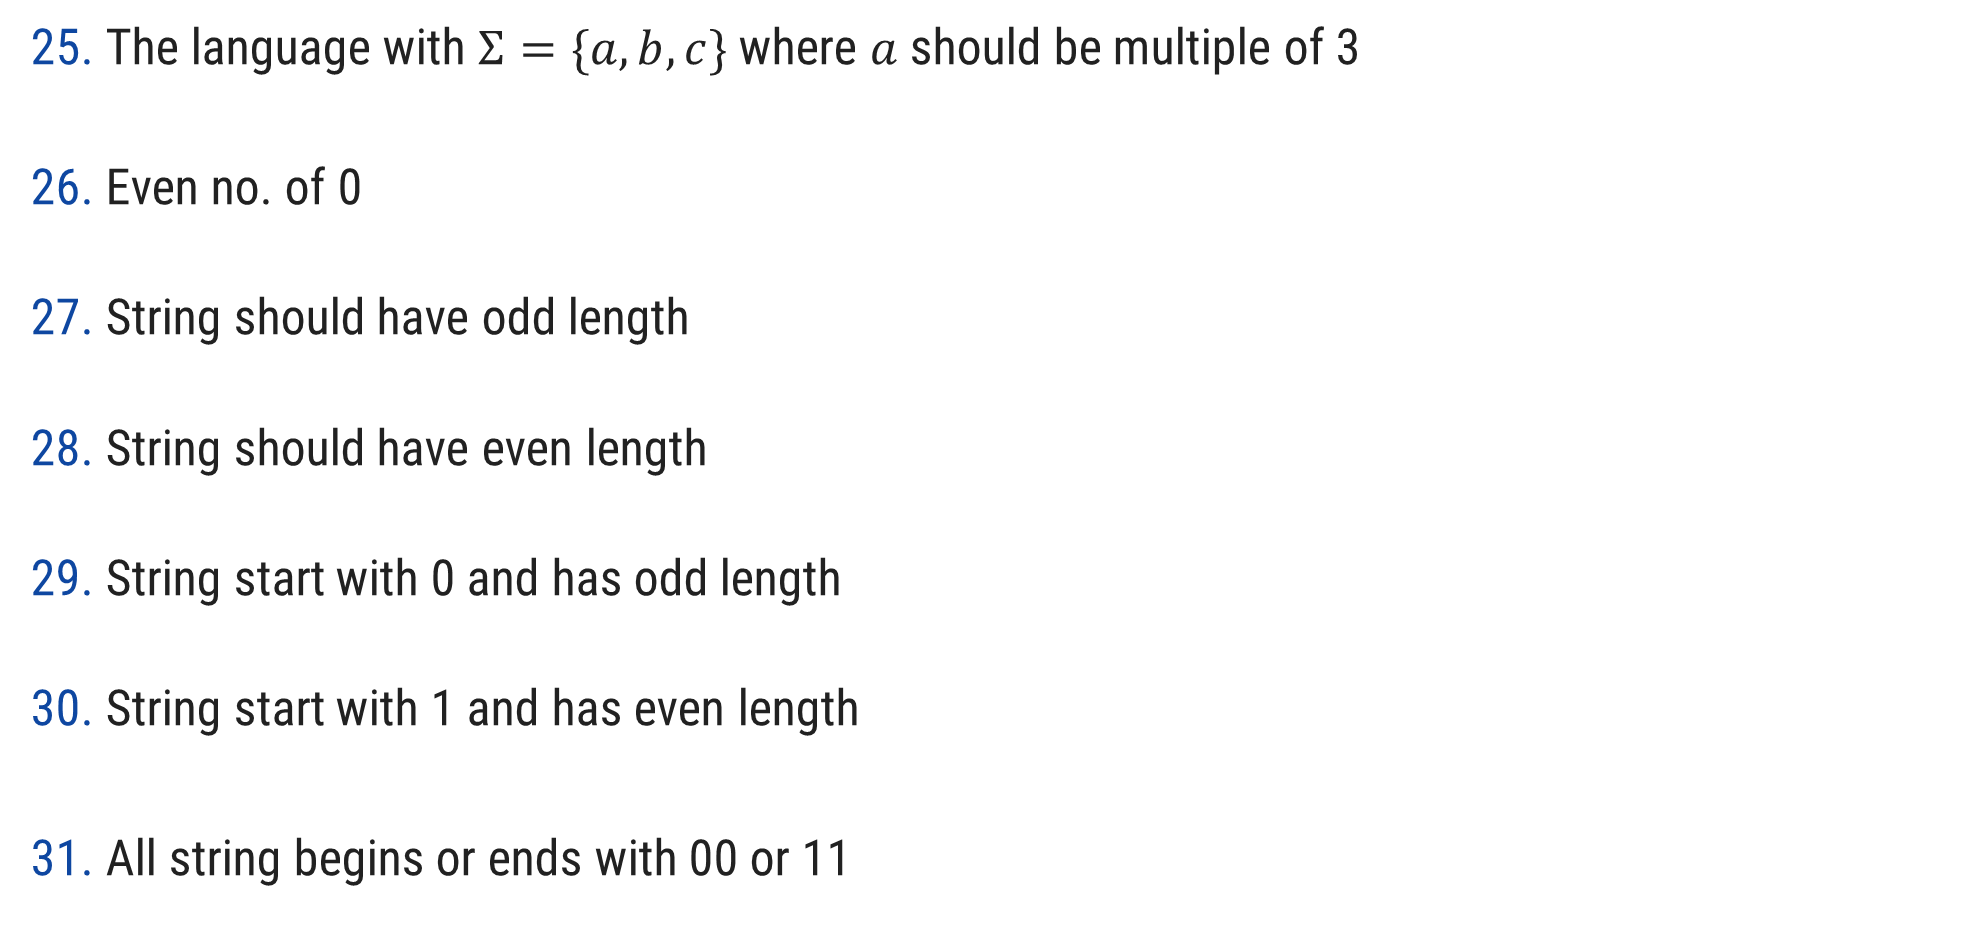 25. The language with Σ = {a, b, c} where a should be multiple of 3
26. Even no. of 0
27. String should have odd length
28. String should have even length
29. String start with 0 and has odd length
30. String start with 1 and has even length
31. All string begins or ends with 00 or 11